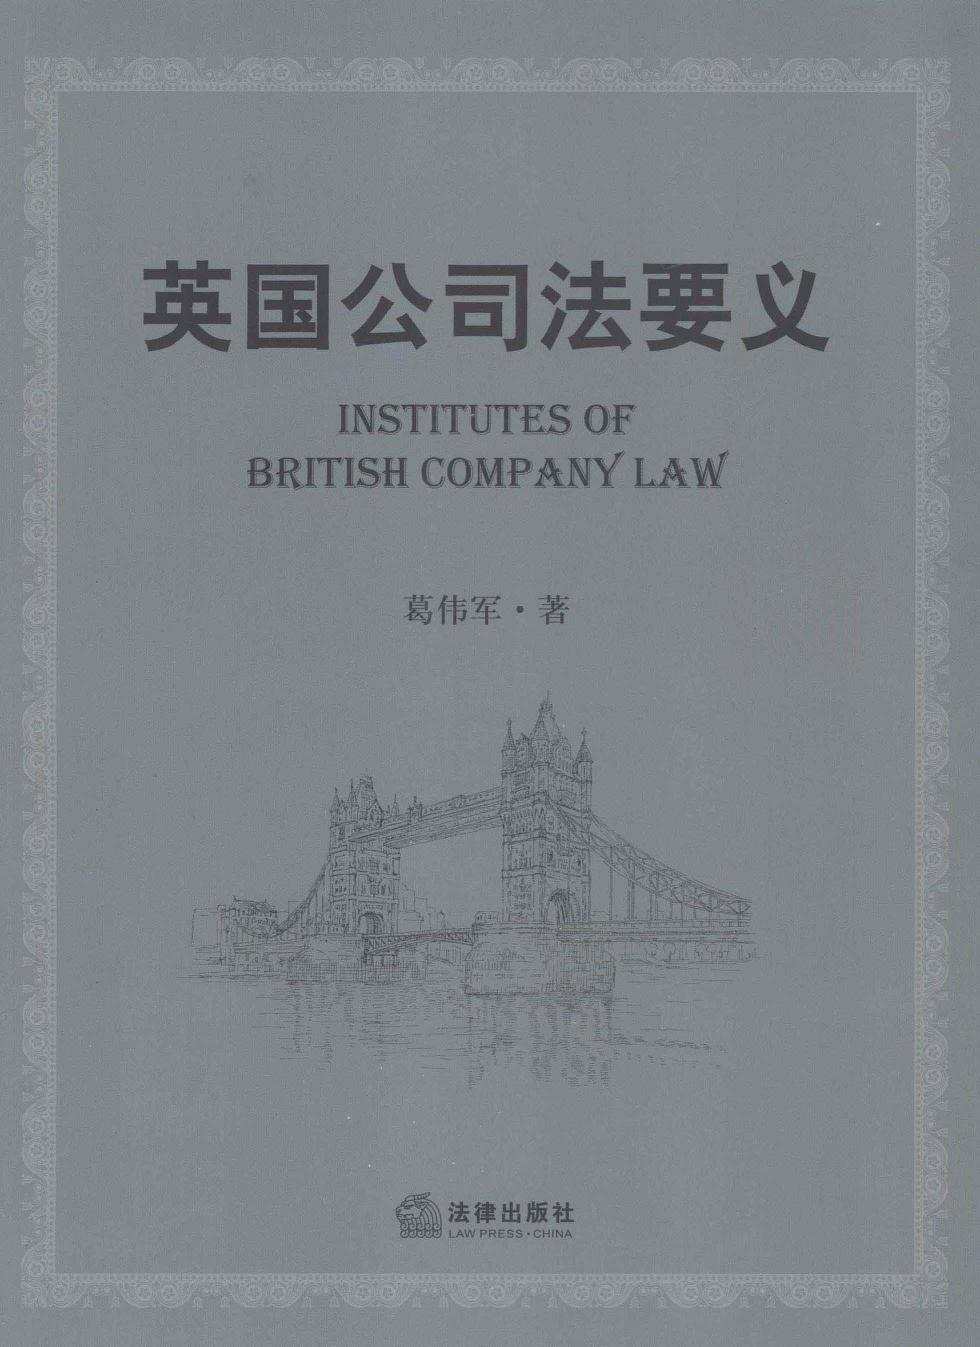 英国公司法要义
INSTITUTES OF
BRITISH COMPANY LAW
葛伟军·著
法律出版社
LAW PRESS·CHINA